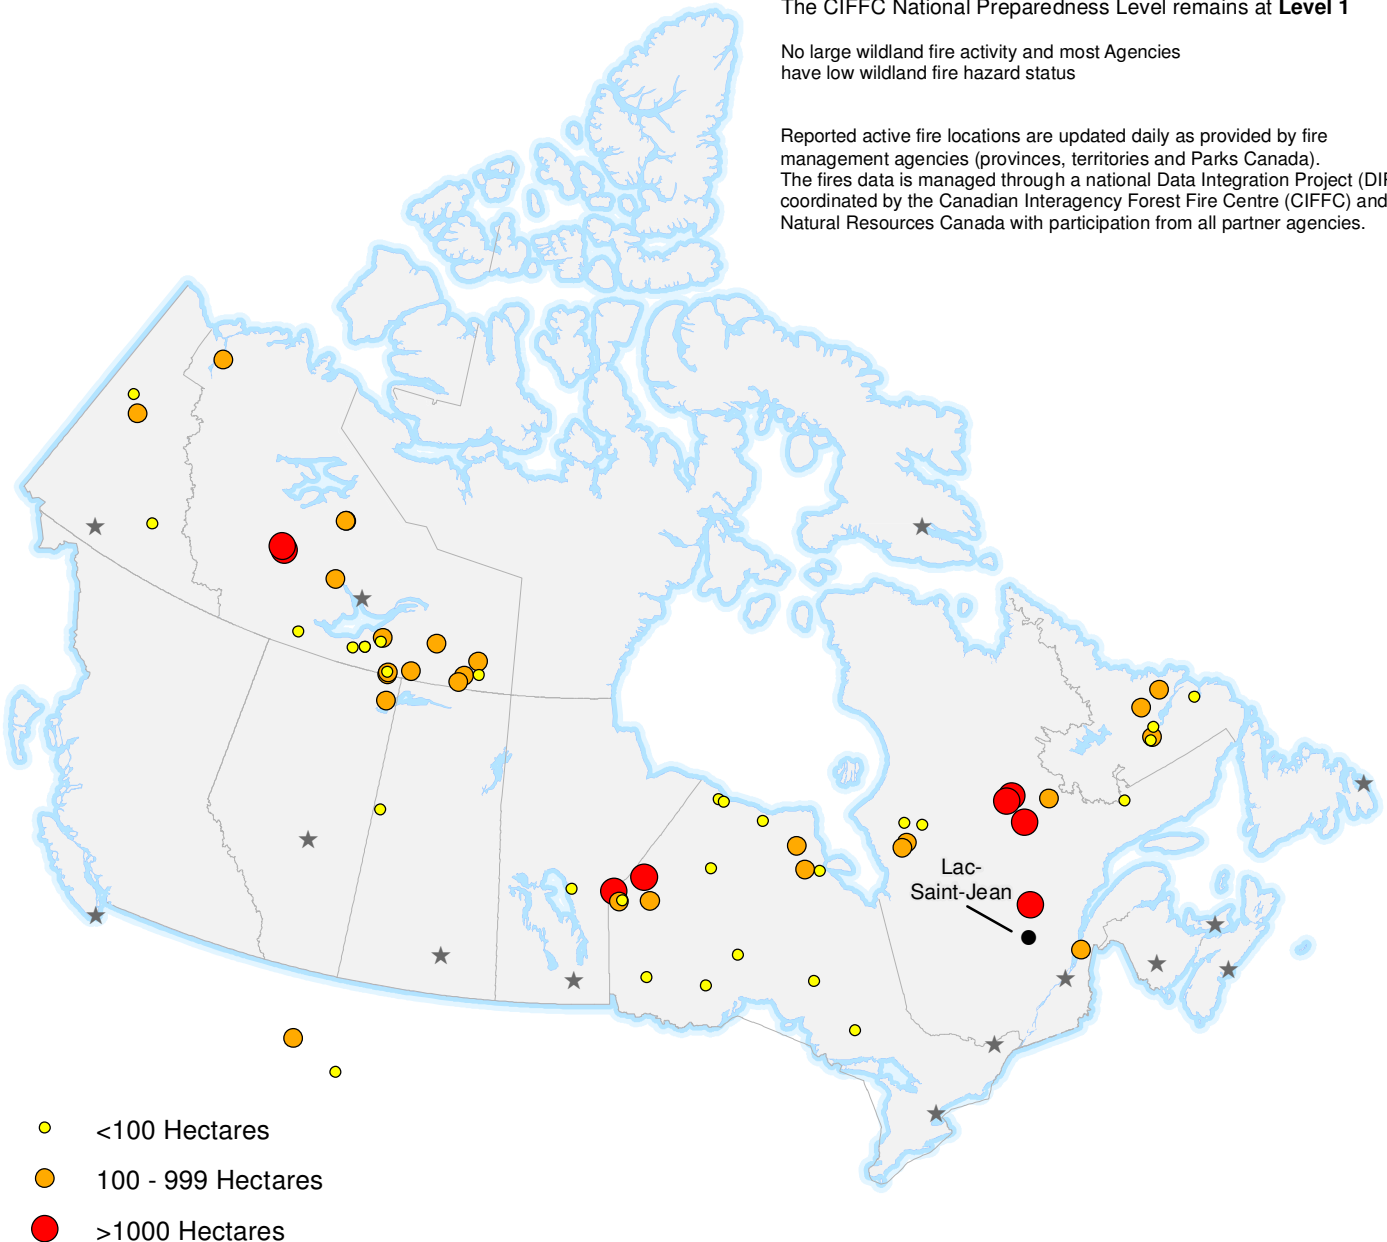 The CIFFC National Preparedness Level remains at Level 1
No large wildland fire activity and most Agencies
have low wildland fire hazard status
Reported active fire locations are updated daily as provided by fire
management agencies (provinces, territories and Parks Canada).
The fires data is managed through a national Data Integration Project (DIP
coordinated by the Canadian Interagency Forest Fire Centre (CIFFC) and
Natural Resources Canada with participation from all partner agencies.
Lac-
Saint-Jean
<100 Hectares
100 - 999 Hectares
>1000 Hectares